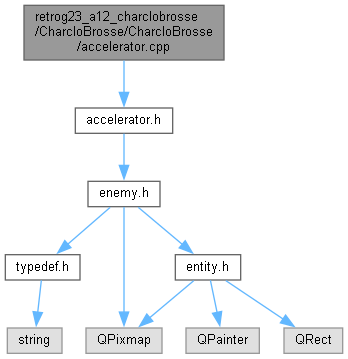 retrog23_a12_charclobrosse
/CharcloBrosse/CharcloBrosse
/accelerator.cpp
accelerator.h
enemy.h
typedef.h
entity.h
string
QPixmap
QPainter
QRect